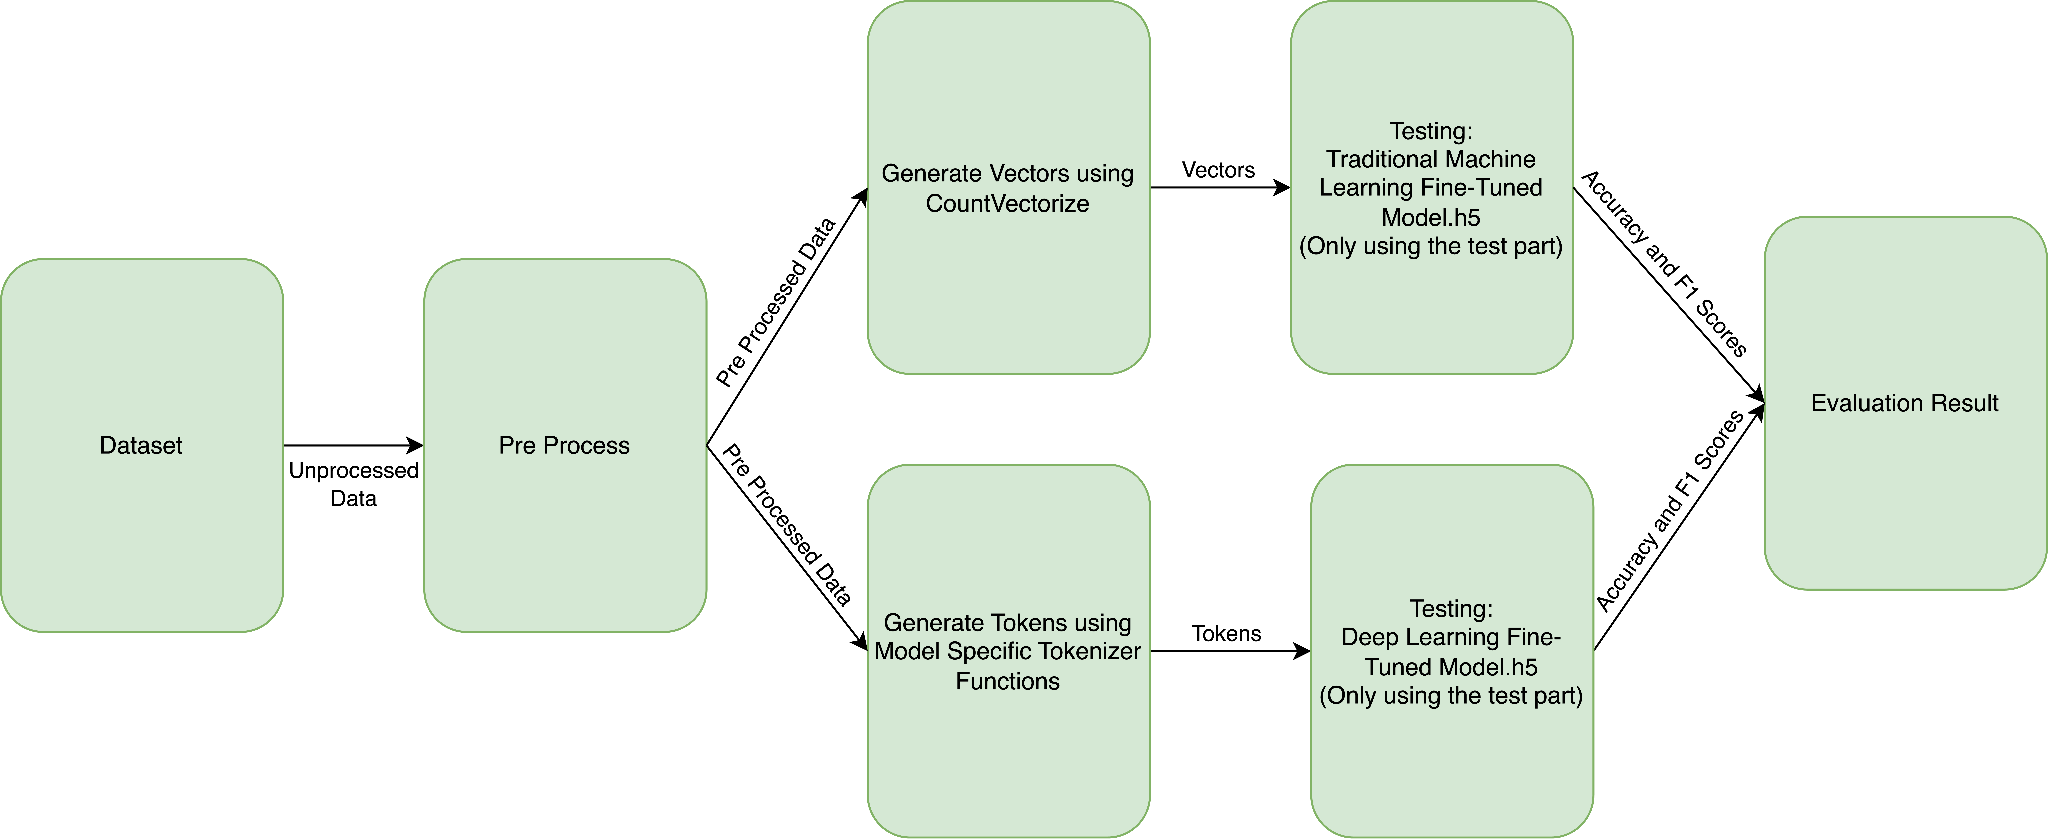 Dataset
Unprocessed
Data
Pre Process
Pre Processed Data
Pre Processed Data
Generate Vectors using
CountVectorize
Vectors
Testing:
Traditional Machine
Learning Fine-Tuned
Model.h5
(Only using the test part)
Accuracy and F1 Scores
Generate Tokens using
Model Specific Tokenizer
Functions
Tokens
Testing:
Deep Learning Fine-
Tuned Model.h5
(Only using the test part)
Accuracy and F1 Scores
Evaluation Result